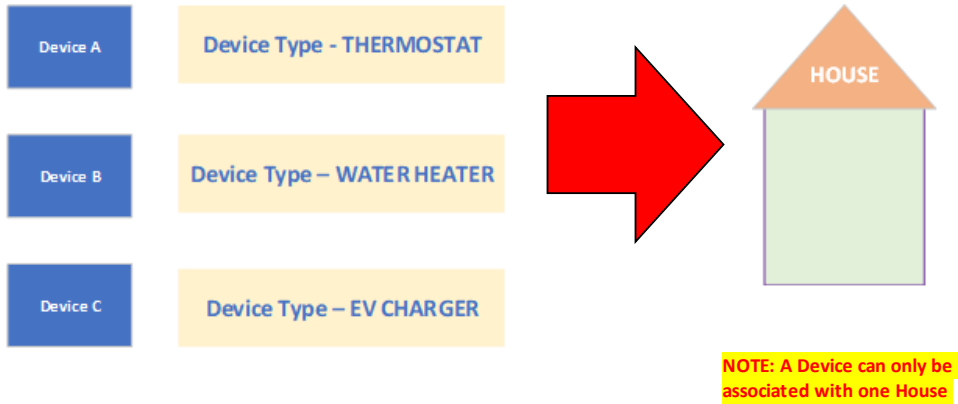 Device A
Device Type - THERMOSTAT
HOUSE
Device B
Device Type – WATER HEATER
Device C
Device Type – EV CHARGER
NOTE: A Device can only be
associated with one House